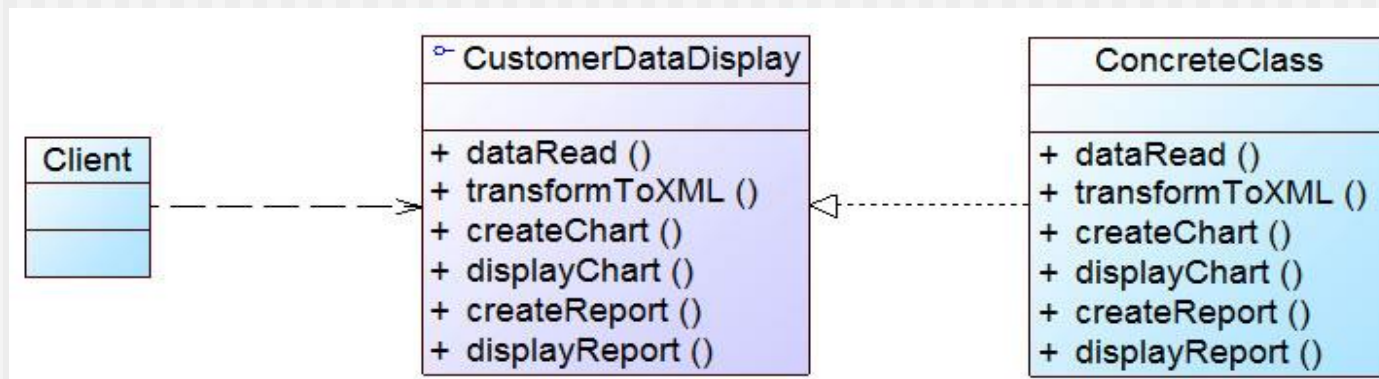 Client
CustomerDataDisplay
+ dataRead ()
+ transformToXML ()
+ createChart ()
+ displayChart ()
+ createReport ()
+ displayReport ()
ConcreteClass
+ dataRead ()
+ transformToXML ()
+ createChart ()
+ displayChart ()
+ createReport ()
+ displayReport ()